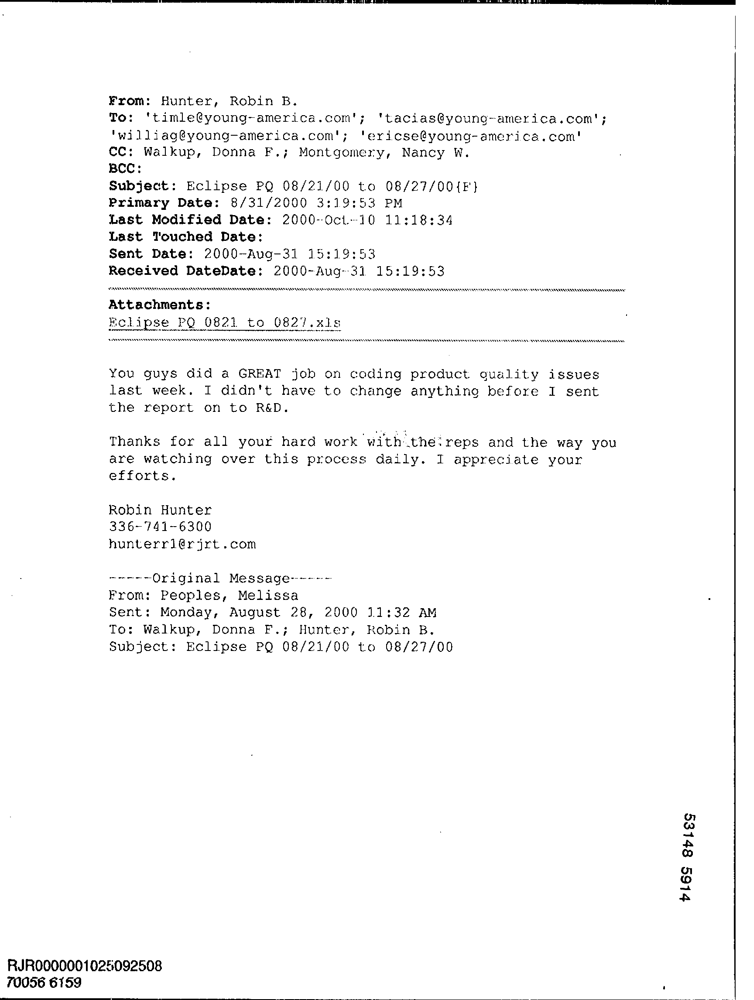 From: Hunter, Robin B.
To: 'timle@young-america.com'; 'tacias@young-america.com';
'williag@young-america.com'; 'ericse@young-america.com'
CC: Walkup, Donna F.; Montgomery, Nancy W.
BCC:
Subject: Eclipse PQ 08/21/00 to 08/27/00{F}
Primary Date: 8/31/2000 3:19:53 PM
Last Modified Date: 2000-Oct-10 11:18:34
Last Touched Date:
Sent Date: 2000-Aug-31 15:19:53
Received DateDate: 2000-Aug-31 15:19:53
Attachments:
Eclipse PQ 0821 to 0827.xls
You guys did a GREAT job on coding product quality issues
last week. I didn't have to change anything before I sent
the report on to R&D.
Thanks for all your hard work with the reps and the way you
are watching over this process daily. I appreciate your
efforts.
Robin Hunter
336-741-6300
hunterr1@rjrt.com
-----Original Message-----
From: Peoples, Melissa
Sent: Monday, August 28, 2000 11:32 AM
To: Walkup, Donna F.; Hunter, Robin B.
Subject: Eclipse PQ 08/21/00 to 08/27/00
53148 5914
RJR0000001025092508
70056 6159